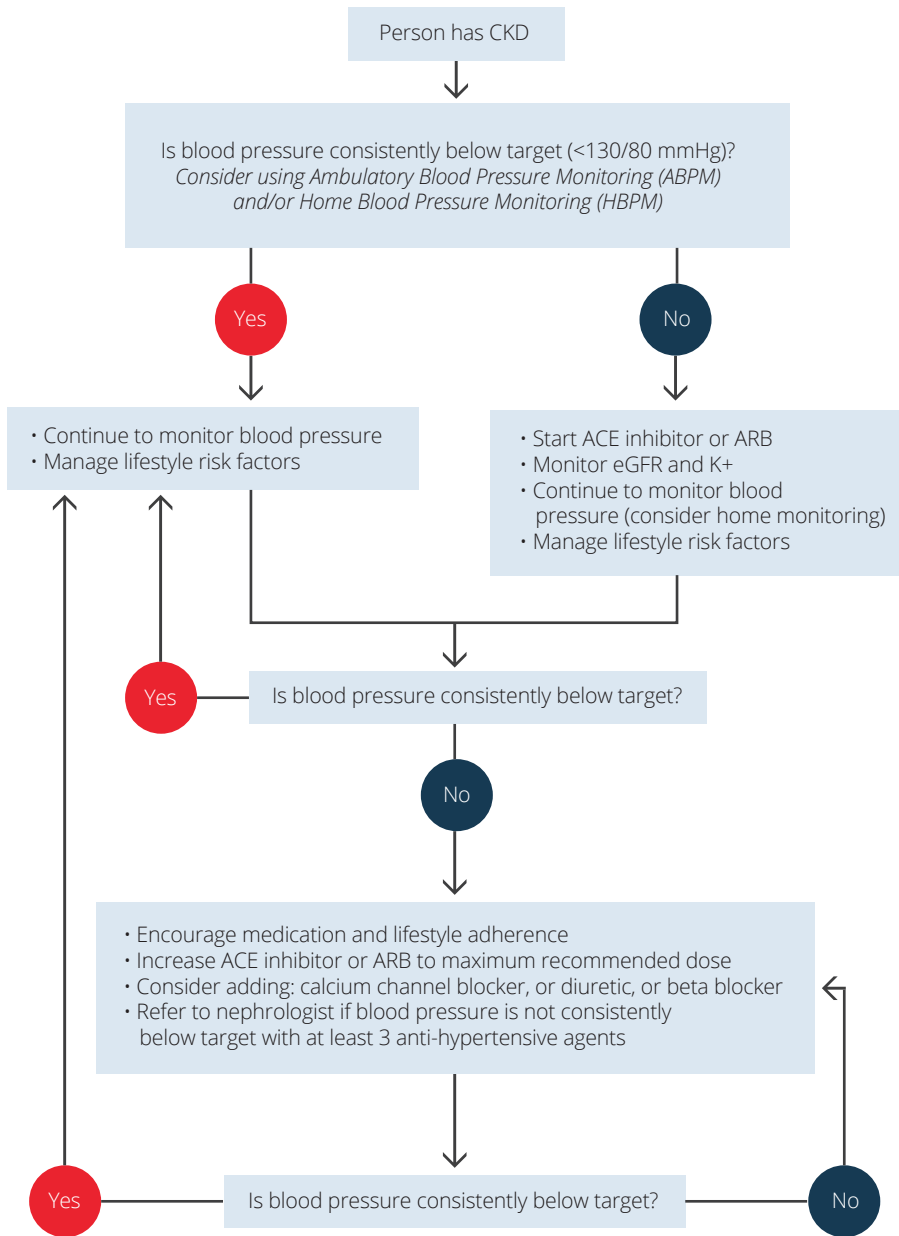 Person has CKD
Is blood pressure consistently below target (<130/80 mmHg)?
Consider using Ambulatory Blood Pressure Monitoring (ABPM)
and/or Home Blood Pressure Monitoring (HBPM)
Yes
No
• Continue to monitor blood pressure
• Manage lifestyle risk factors
• Start ACE inhibitor or ARB
• Monitor eGFR and K+
• Continue to monitor blood
pressure (consider home monitoring)
• Manage lifestyle risk factors
Yes
Is blood pressure consistently below target?
No
• Encourage medication and lifestyle adherence
• Increase ACE inhibitor or ARB to maximum recommended dose
• Consider adding: calcium channel blocker, or diuretic, or beta blocker
• Refer to nephrologist if blood pressure is not consistently
below target with at least 3 anti-hypertensive agents
Yes
Is blood pressure consistently below target?
No